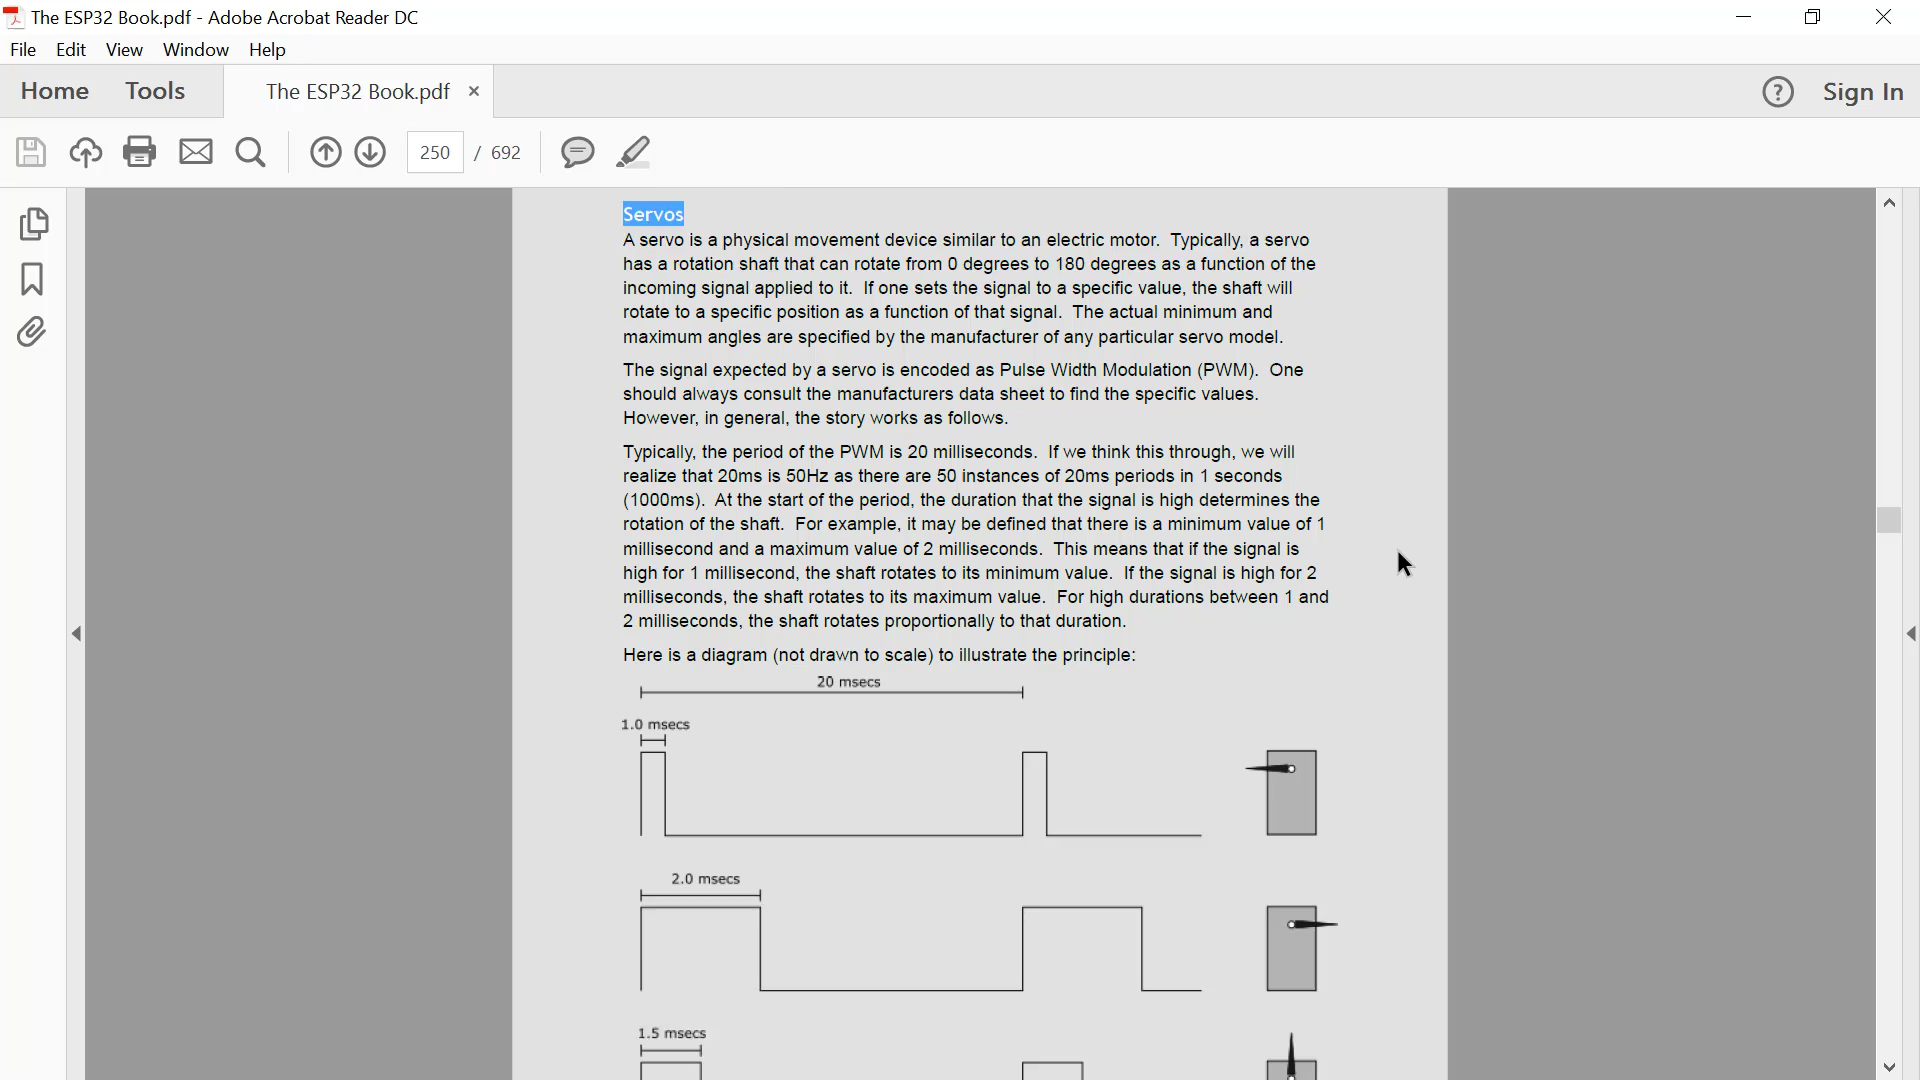 The ESP32 Book.pdf - Adobe Acrobat Reader DC
File Edit View Window Help
Home Tools The ESP32 Book.pdf × ? Sign In
250 / 692
Servos
A servo is a physical movement device similar to an electric motor. Typically, a servo
has a rotation shaft that can rotate from 0 degrees to 180 degrees as a function of the
incoming signal applied to it. If one sets the signal to a specific value, the shaft will
rotate to a specific position as a function of that signal. The actual minimum and
maximum angles are specified by the manufacturer of any particular servo model.
The signal expected by a servo is encoded as Pulse Width Modulation (PWM). One
should always consult the manufacturers data sheet to find the specific values.
However, in general, the story works as follows.
Typically, the period of the PWM is 20 milliseconds. If we think this through, we will
realize that 20ms is 50Hz as there are 50 instances of 20ms periods in 1 seconds
(1000ms). At the start of the period, the duration that the signal is high determines the
rotation of the shaft. For example, it may be defined that there is a minimum value of 1
millisecond and a maximum value of 2 milliseconds. This means that if the signal is
high for 1 millisecond, the shaft rotates to its minimum value. If the signal is high for 2
milliseconds, the shaft rotates to its maximum value. For high durations between 1 and
2 milliseconds, the shaft rotates proportionally to that duration.
Here is a diagram (not drawn to scale) to illustrate the principle:
20 msecs
1.0 msecs
2.0 msecs
1.5 msecs